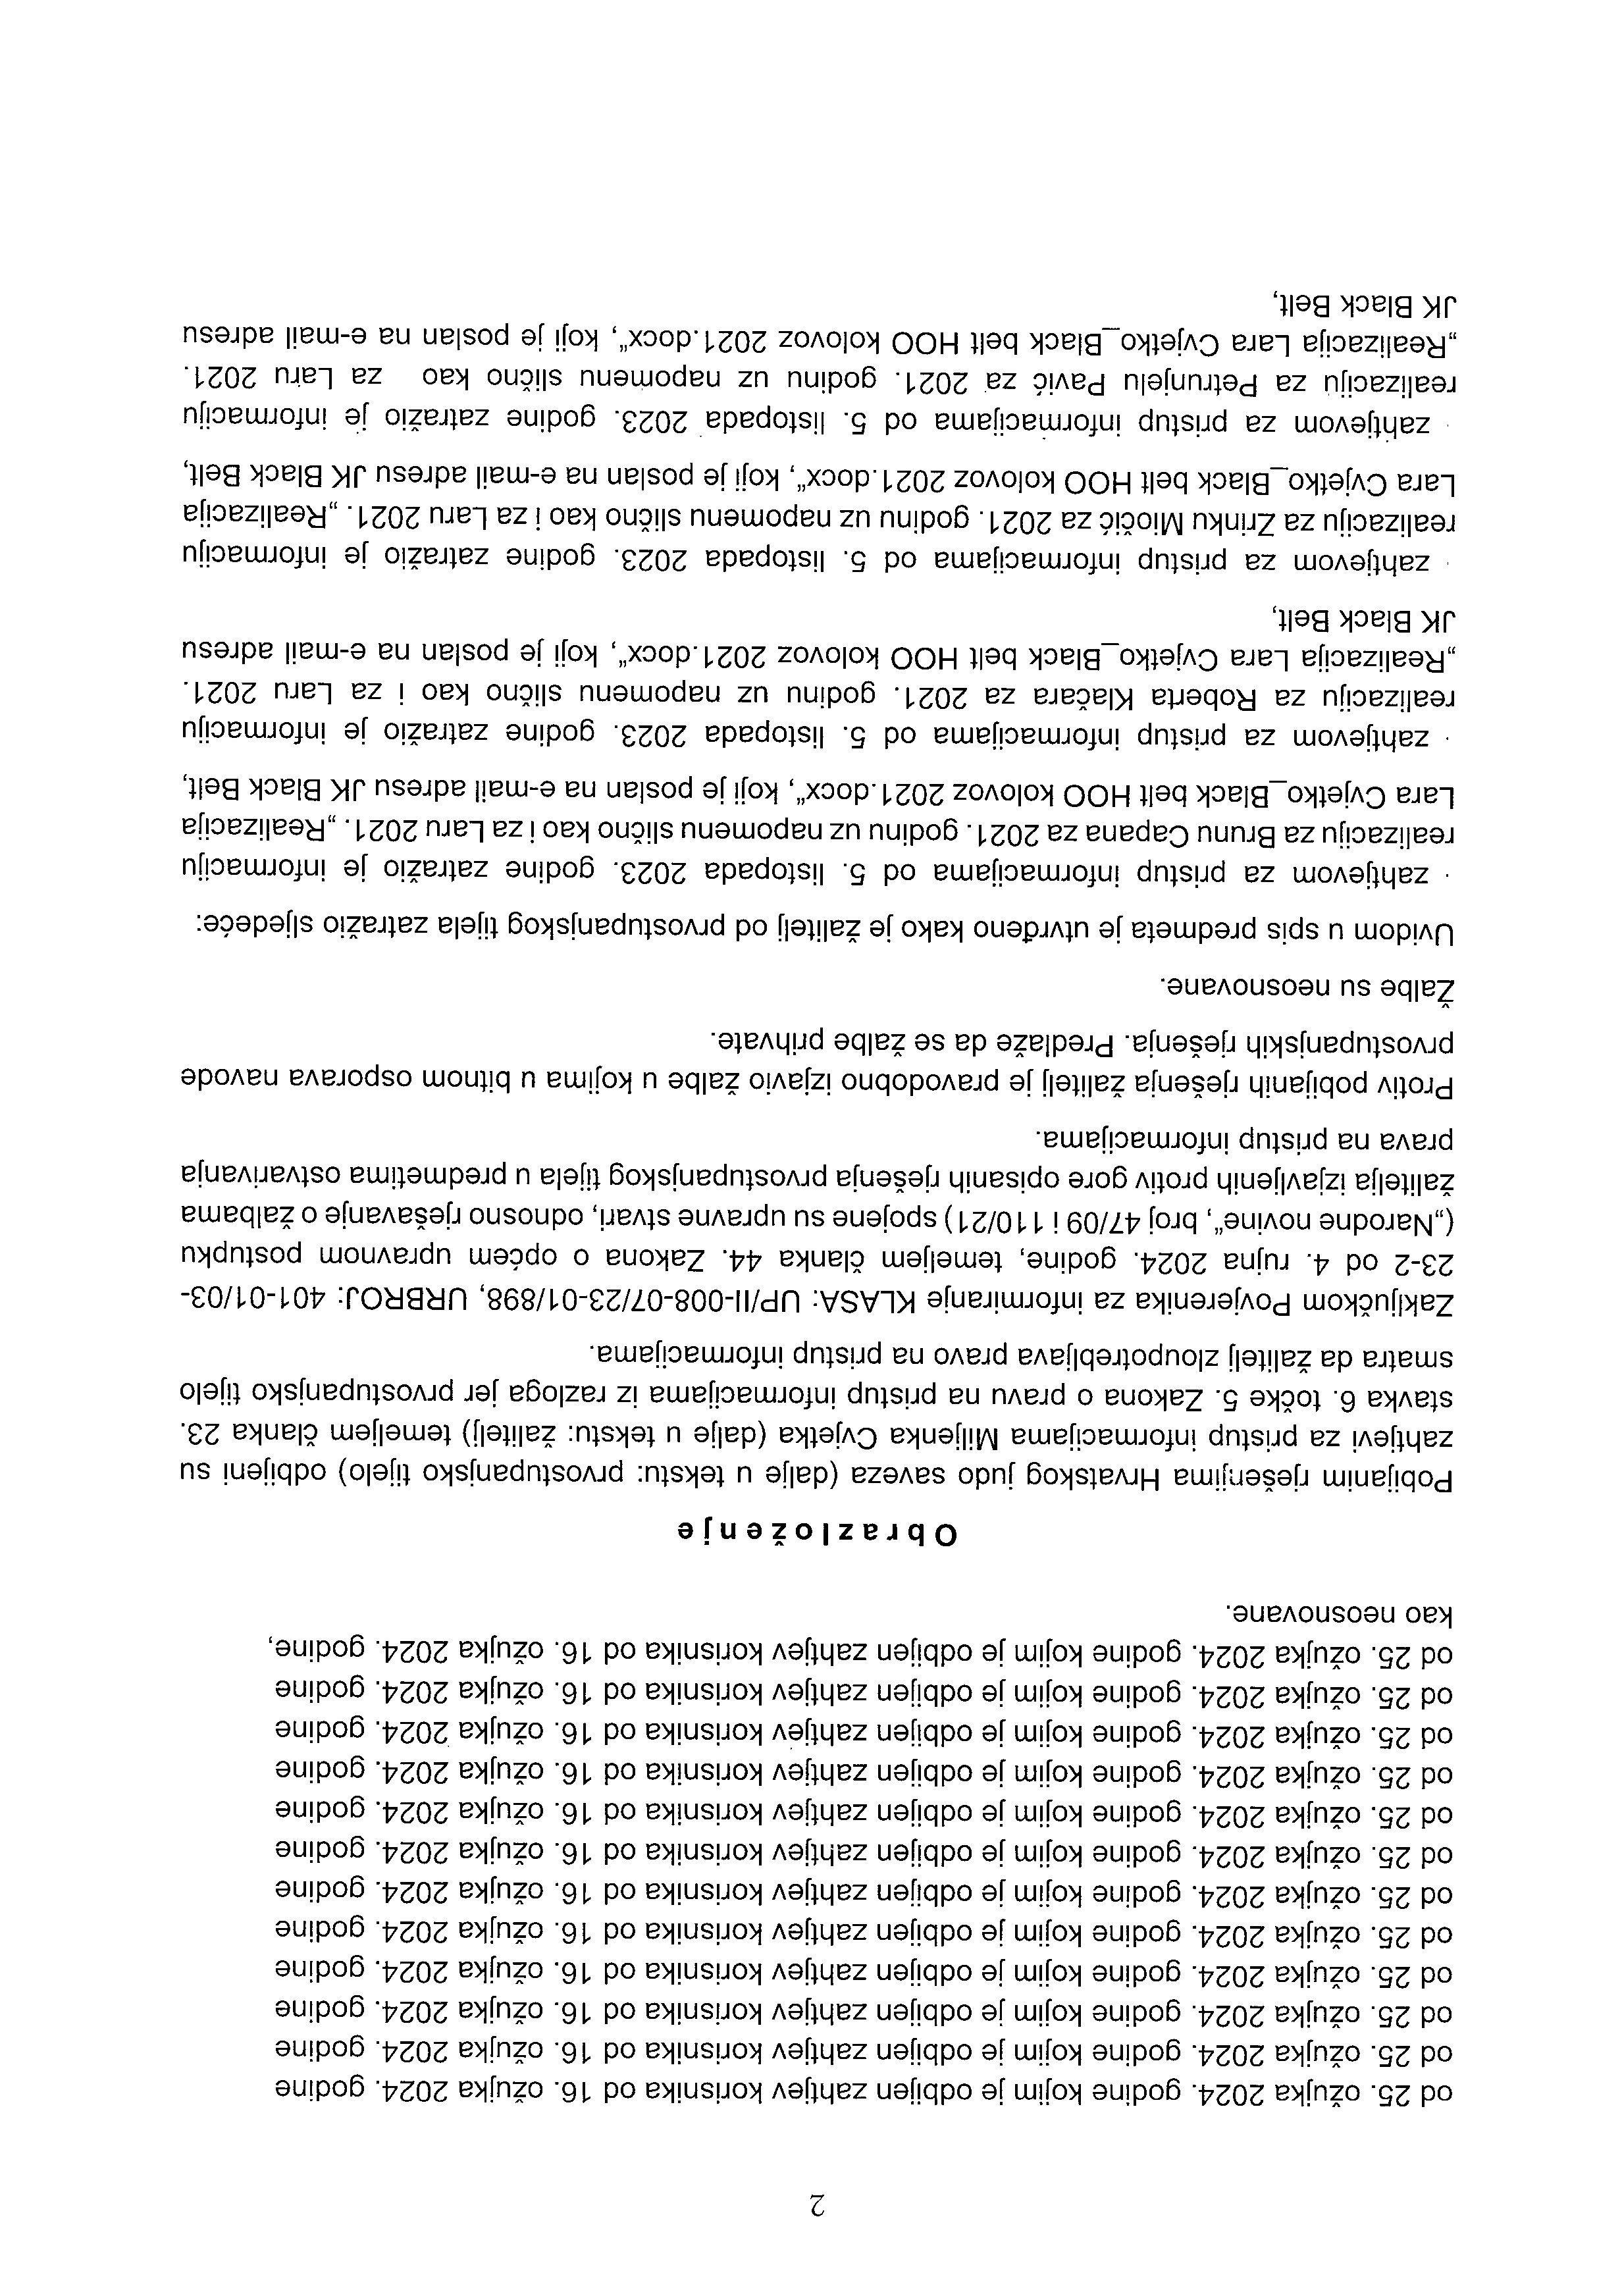 2
od 25. ožujka 2024. godine kojim je odbijen zahtjev korisnika od 16. ožujka 2024. godine
od 25. ožujka 2024. godine kojim je odbijen zahtjev korisnika od 16. ožujka 2024. godine
od 25. ožujka 2024. godine kojim je odbijen zahtjev korisnika od 16. ožujka 2024. godine
od 25. ožujka 2024. godine kojim je odbijen zahtjev korisnika od 16. ožujka 2024. godine
od 25. ožujka 2024. godine kojim je odbijen zahtjev korisnika od 16. ožujka 2024. godine
od 25. ožujka 2024. godine kojim je odbijen zahtjev korisnika od 16. ožujka 2024. godine
od 25. ožujka 2024. godine kojim je odbijen zahtjev korisnika od 16. ožujka 2024. godine
od 25. ožujka 2024. godine kojim je odbijen zahtjev korisnika od 16. ožujka 2024. godine
od 25. ožujka 2024. godine kojim je odbijen zahtjev korisnika od 16. ožujka 2024. godine
od 25. ožujka 2024. godine kojim je odbijen zahtjev korisnika od 16. ožujka 2024. godine
od 25. ožujka 2024. godine kojim je odbijen zahtjev korisnika od 16. ožujka 2024. godine
od 25. ožujka 2024. godine kojim je odbijen zahtjev korisnika od 16. ožujka 2024. godine,
kao neosnovane.
O b r a z l o ž e n j e
Pobijanim rješenjima Hrvatskog judo saveza (dalje u tekstu: prvostupanjsko tijelo) odbijeni su
zahtjevi za pristup informacijama Miljenka Cvjetka (dalje u tekstu: žalitelj) temeljem članka 23.
stavka 6. točke 5. Zakona o pravu na pristup informacijama iz razloga jer prvostupanjsko tijelo
smatra da žalitelj zloupotrebljava pravo na pristup informacijama.
Zaključkom Povjerenika za informiranje KLASA: UP/II-008-07/23-01/898, URBROJ: 401-01/03-
23-2 od 4. rujna 2024. godine, temeljem članka 44. Zakona o općem upravnom postupku
(„Narodne novine“, broj 47/09 i 110/21) spojene su upravne stvari, odnosno rješavanje o žalbama
žalitelja izjavljenih protiv gore opisanih rješenja prvostupanjskog tijela u predmetima ostvarivanja
prava na pristup informacijama.
Protiv pobijanih rješenja žalitelj je pravodobno izjavio žalbe u kojima u bitnom osporava navode
prvostupanjskih rješenja. Predlaže da se žalbe prihvate.
Žalbe su neosnovane.
Uvidom u spis predmeta je utvrđeno kako je žalitelj od prvostupanjskog tijela zatražio sljedeće:
· zahtjevom za pristup informacijama od 5. listopada 2023. godine zatražio je informaciju
realizaciju za Brunu Capana za 2021. godinu uz napomenu slično kao i za Laru 2021. „Realizacija
Lara Cvjetko_Black belt HOO kolovoz 2021.docx“, koji je poslan na e-mail adresu JK Black Belt,
· zahtjevom za pristup informacijama od 5. listopada 2023. godine zatražio je informaciju
realizaciju za Roberta Klačara za 2021. godinu uz napomenu slično kao i za Laru 2021.
„Realizacija Lara Cvjetko_Black belt HOO kolovoz 2021.docx“, koji je poslan na e-mail adresu
JK Black Belt,
· zahtjevom za pristup informacijama od 5. listopada 2023. godine zatražio je informaciju
realizaciju za Zrinku Miočić za 2021. godinu uz napomenu slično kao i za Laru 2021. „Realizacija
Lara Cvjetko_Black belt HOO kolovoz 2021.docx“, koji je poslan na e-mail adresu JK Black Belt,
· zahtjevom za pristup informacijama od 5. listopada 2023. godine zatražio je informaciju
realizaciju za Petrunjelu Pavić za 2021. godinu uz napomenu slično kao za Laru 2021.
„Realizacija Lara Cvjetko_Black belt HOO kolovoz 2021.docx“, koji je poslan na e-mail adresu
JK Black Belt,